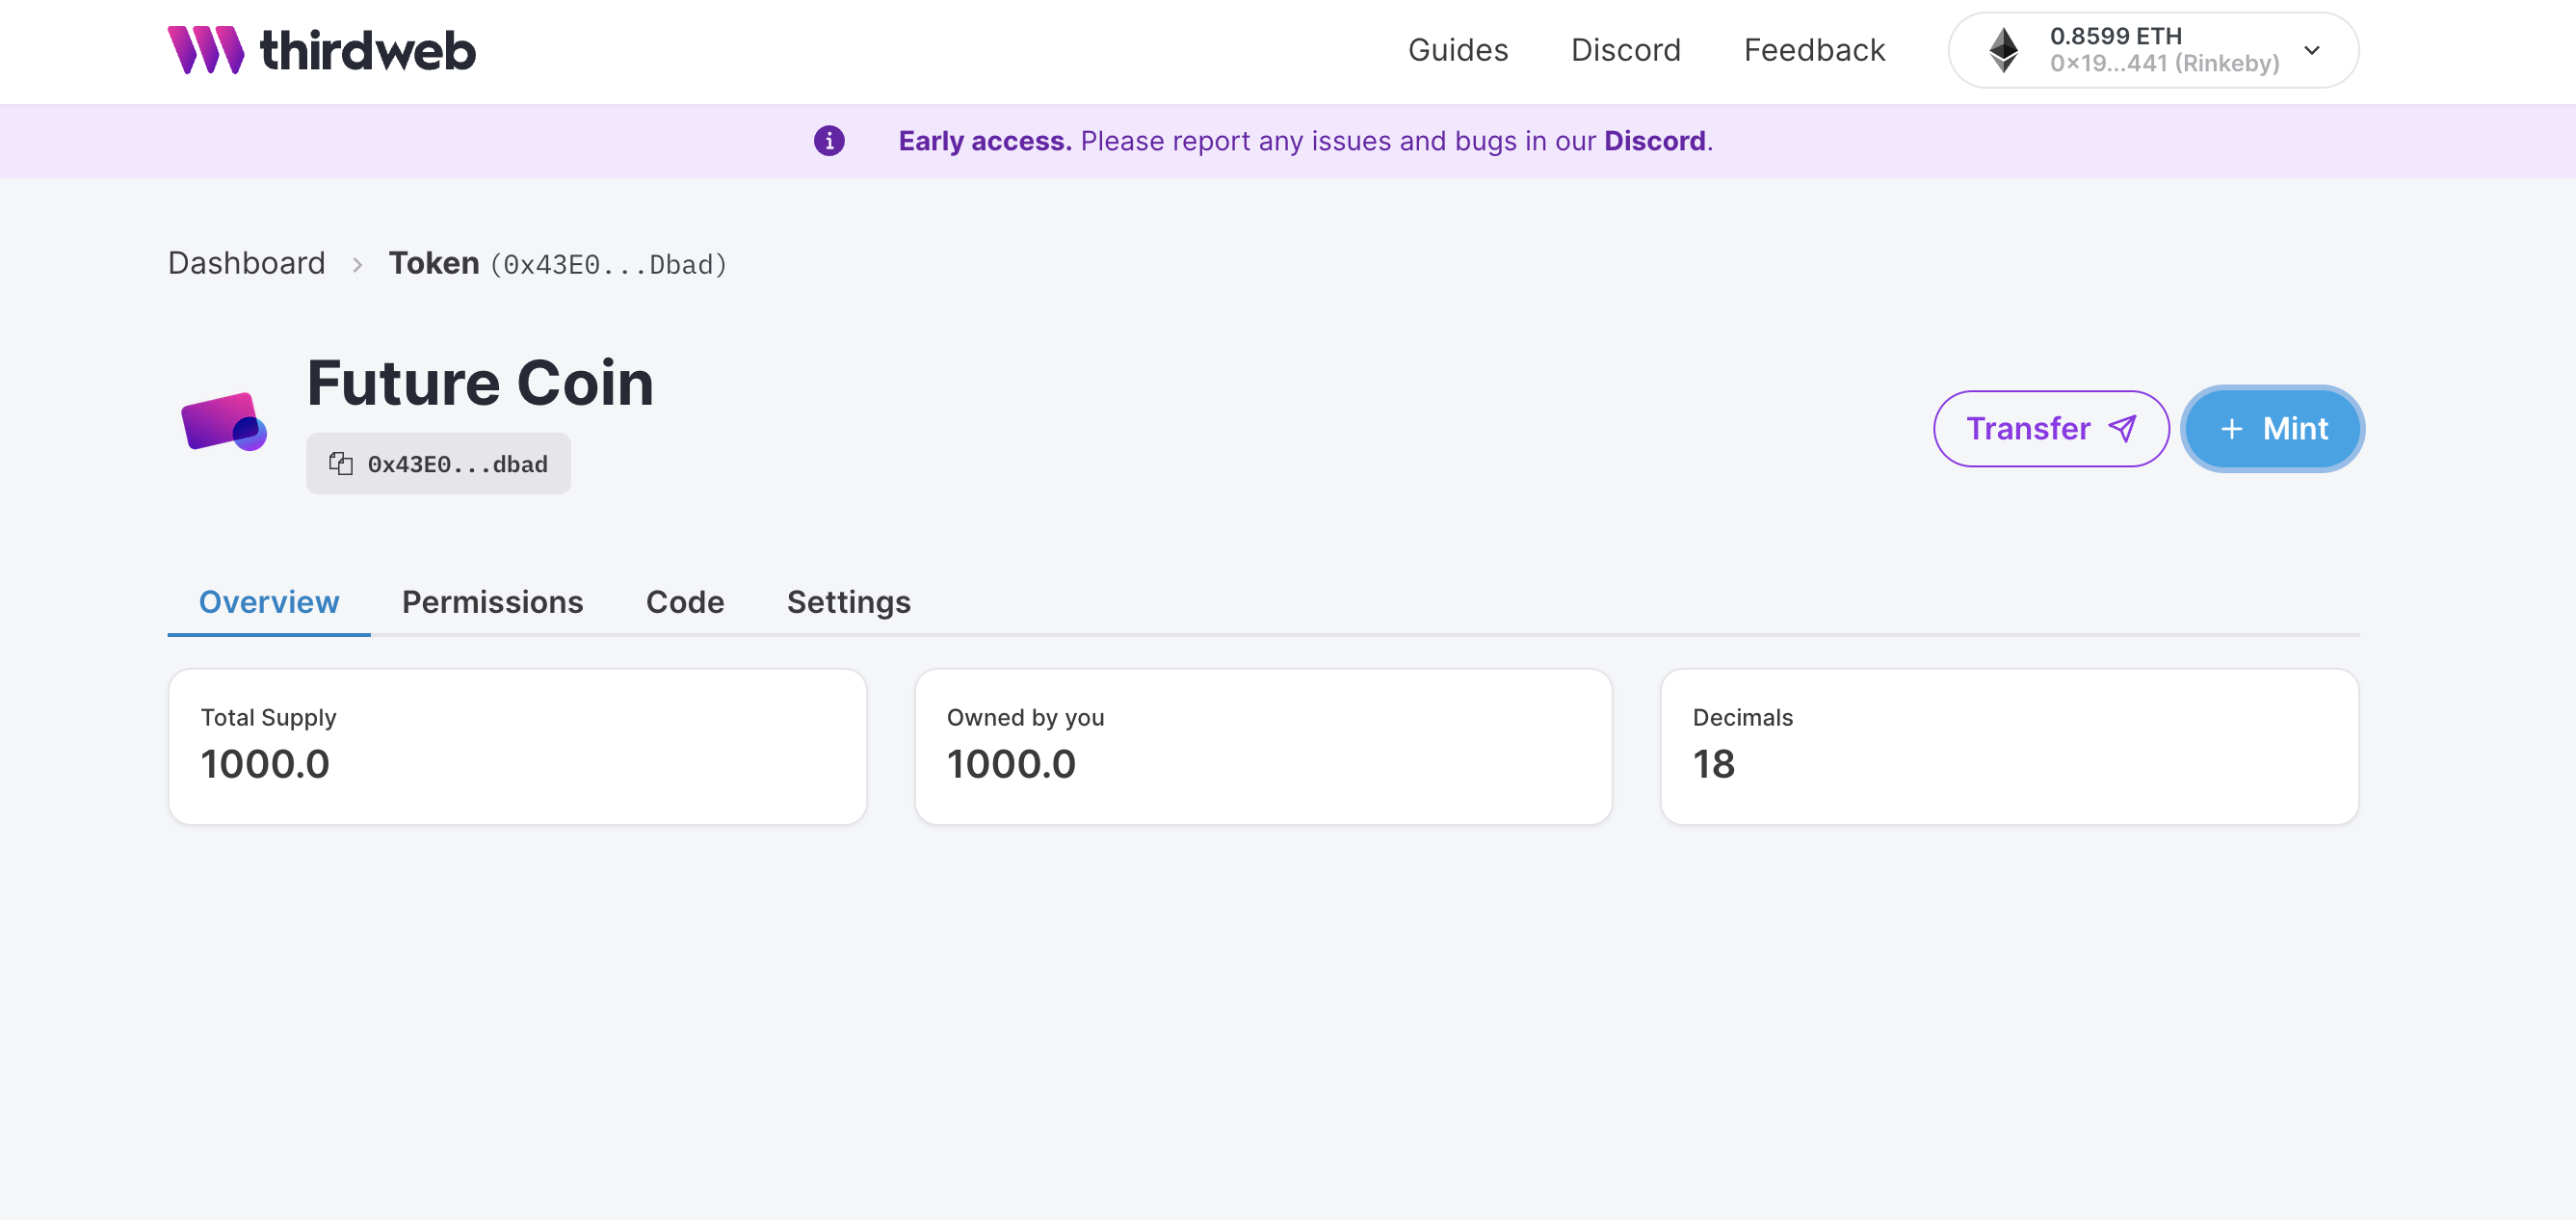 thirdweb
Guides Discord Feedback
0.8599 ETH
0x19...441 (Rinkeby)
Early access. Please report any issues and bugs in our Discord.
Dashboard > Token (0x43E0...Dbad)
Future Coin
0x43E0...dbad
Transfer
+ Mint
Overview Permissions Code Settings
Total Supply
1000.0
Owned by you
1000.0
Decimals
18